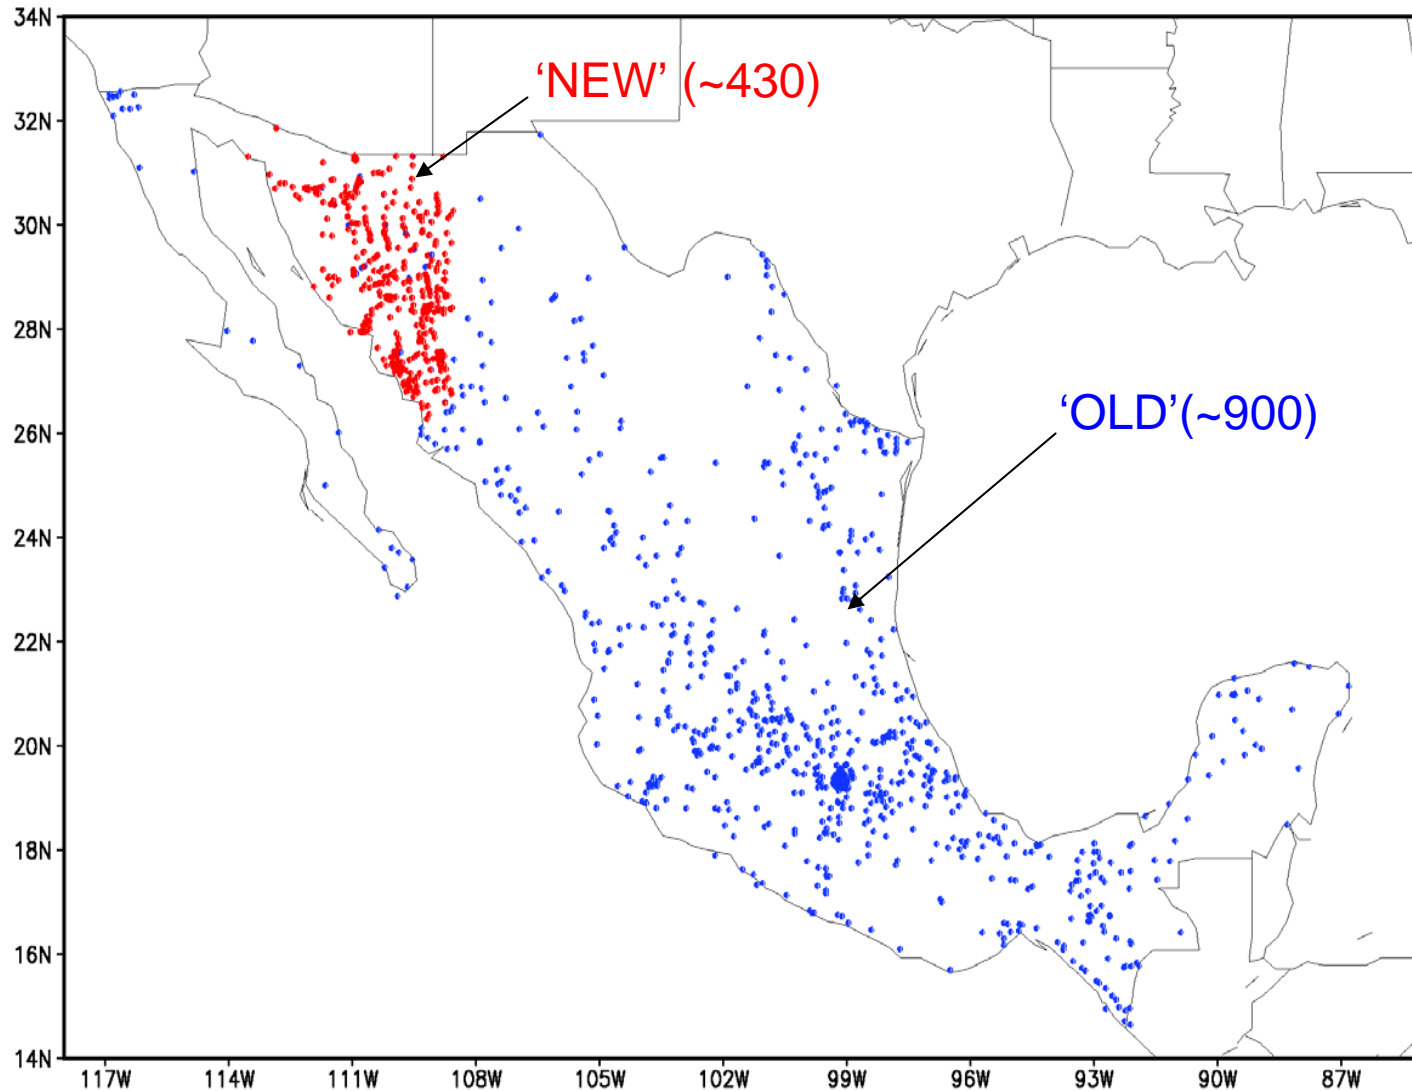 34N
‘NEW’ (~430)
32N
30N
28N
‘OLD’(~900)
26N
24N
22N
20N
18N
16N
14N
117W 114W 111W 108W 105W 102W 99W 96W 93W 90W 87W